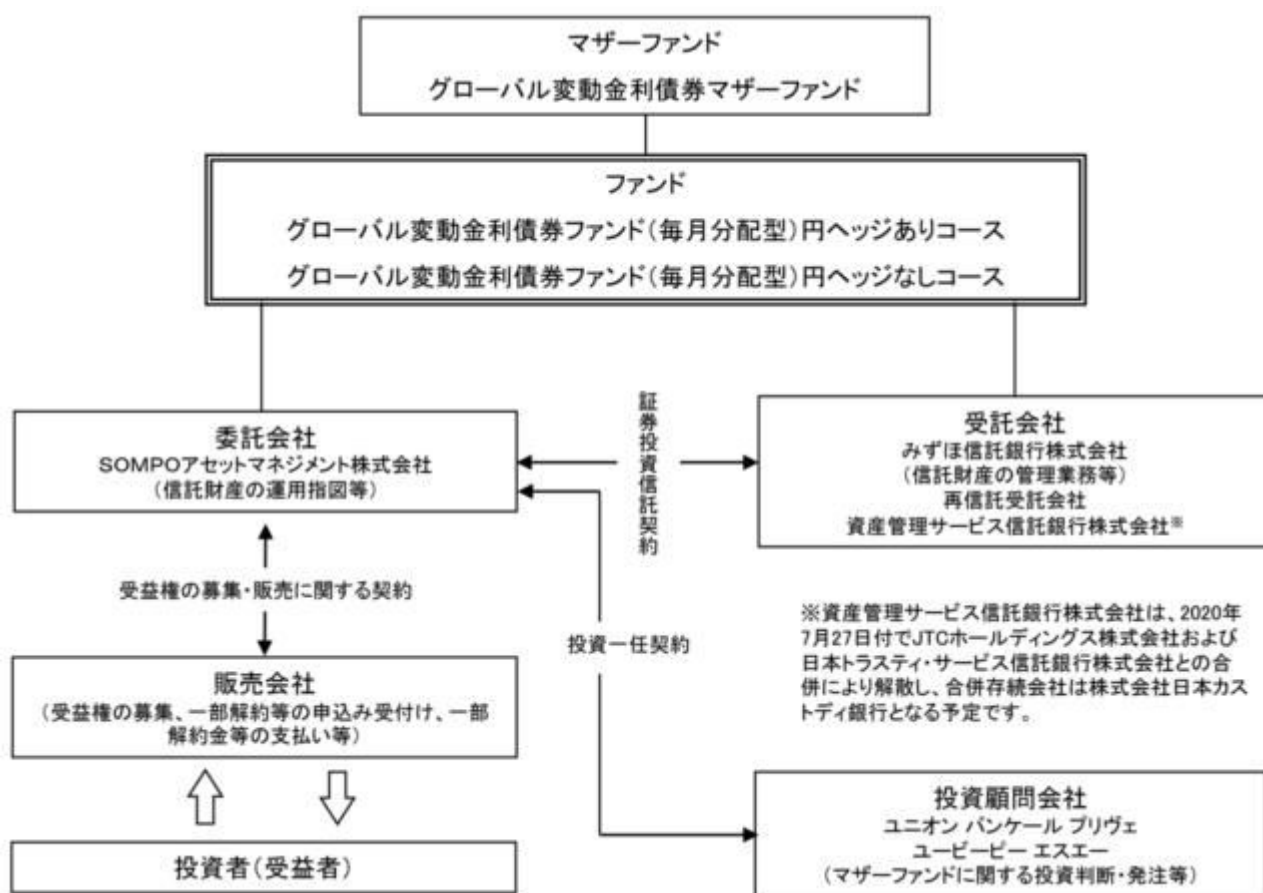 マザーファンド
グローバル変動金利債券マザーファンド
ファンド
グローバル変動金利債券ファンド(毎月分配型)円ヘッジありコース
グローバル変動金利債券ファンド(毎月分配型)円ヘッジなしコース
委託会社
SOMPOアセットマネジメント株式会社
(信託財産の運用指図等)
証券投資信託契約
受託会社
みずほ信託銀行株式会社
(信託財産の管理業務等)
再信託受託会社
資産管理サービス信託銀行株式会社※
受益権の募集・販売に関する契約
投資一任契約
※資産管理サービス信託銀行株式会社は、2020年
7月27日付でJTCホールディングス株式会社および
日本トラスティ・サービス信託銀行株式会社との合
併により解散し、合併存続会社は株式会社日本カス
トディ銀行となる予定です。
販売会社
(受益権の募集、一部解約等の申込み受付け、一部
解約金等の支払い等)
投資者(受益者)
投資顧問会社
ユニオン バンケール プリヴェ
ユービーピー エスエー
(マザーファンドに関する投資判断・発注等)